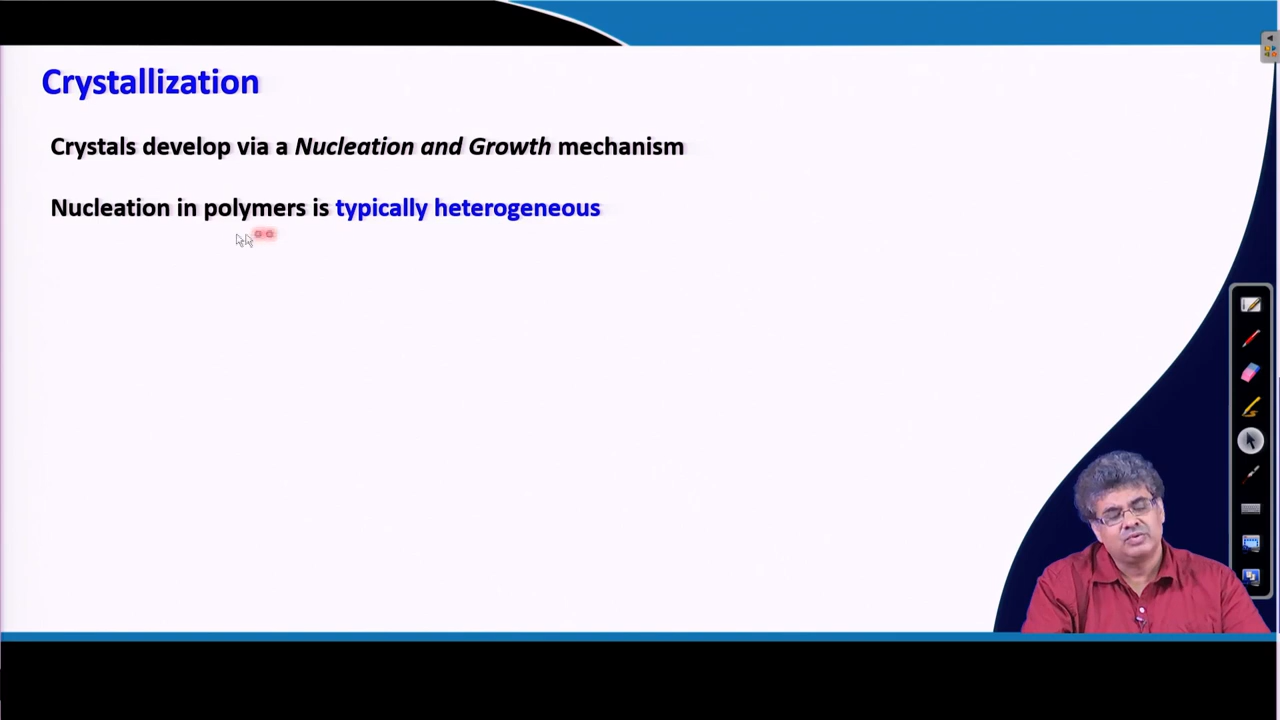 Crystallization
Crystals develop via a Nucleation and Growth mechanism
Nucleation in polymers is typically heterogeneous